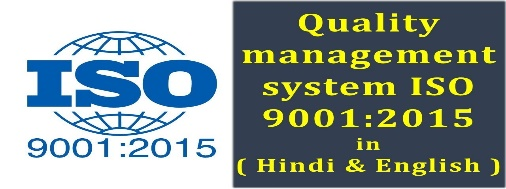 ISO
9001:2015
Quality
management
system ISO
9001:2015
in
( Hindi & English )